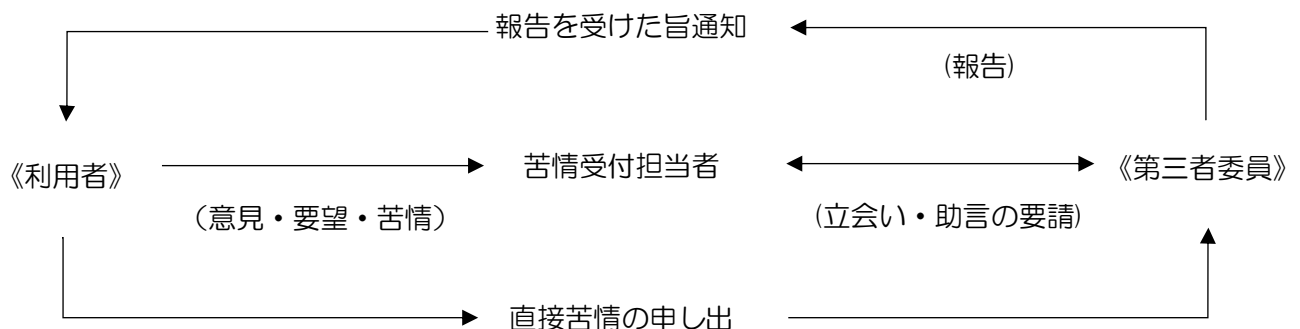 報告を受けた旨通知
(報告)
《利用者》
苦情受付担当者
《第三者委員》
（意見・要望・苦情）
(立会い・助言の要請)
直接苦情の申し出